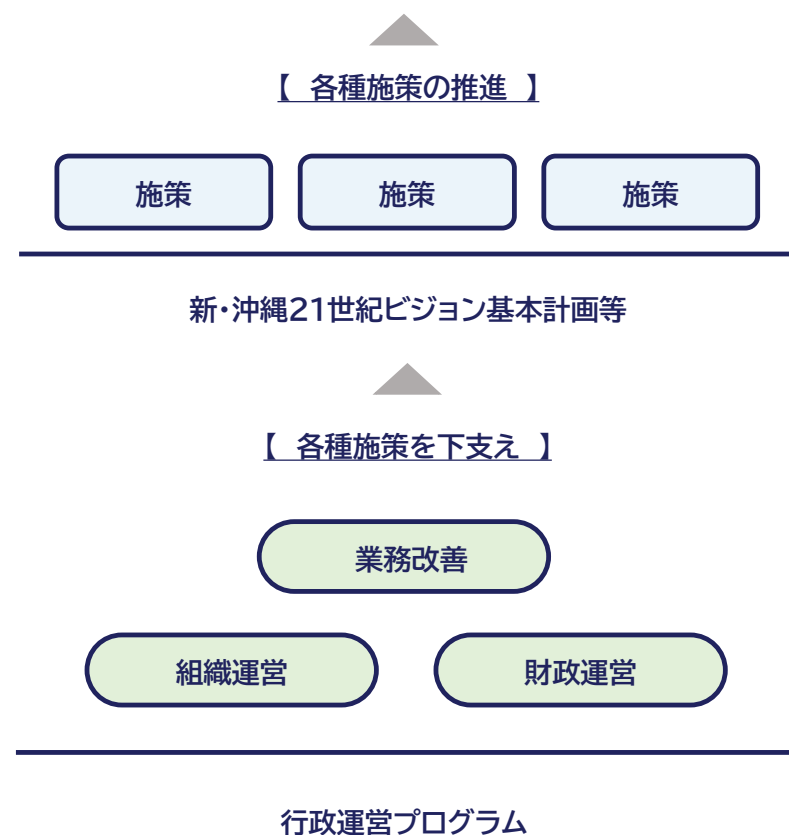 【 各種施策の推進 】
施策 施策 施策
新・沖縄21世紀ビジョン基本計画等
【 各種施策を下支え 】
業務改善
組織運営 財政運営
行政運営プログラム